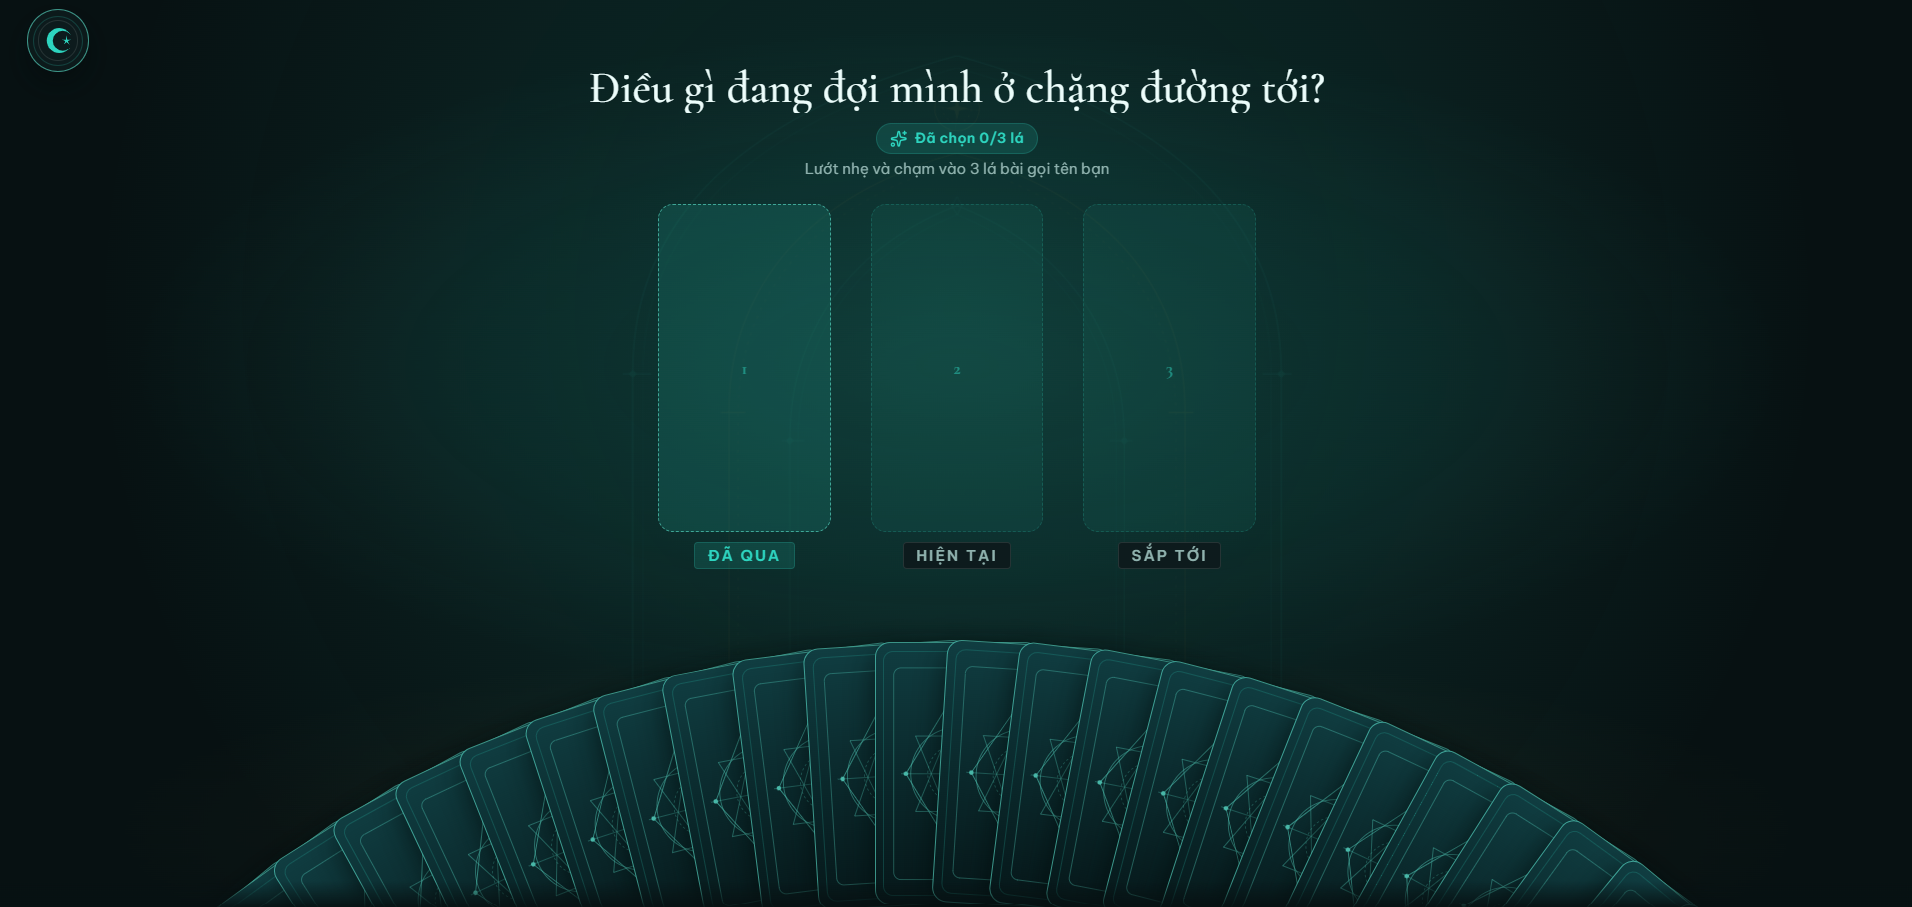 Điều gì đang đợi mình ở chặng đường tới?
Đã chọn 0/3 lá
Lướt nhẹ và chạm vào 3 lá bài gọi tên bạn
1 2 3
ĐÃ QUA HIỆN TẠI SẮP TỚI